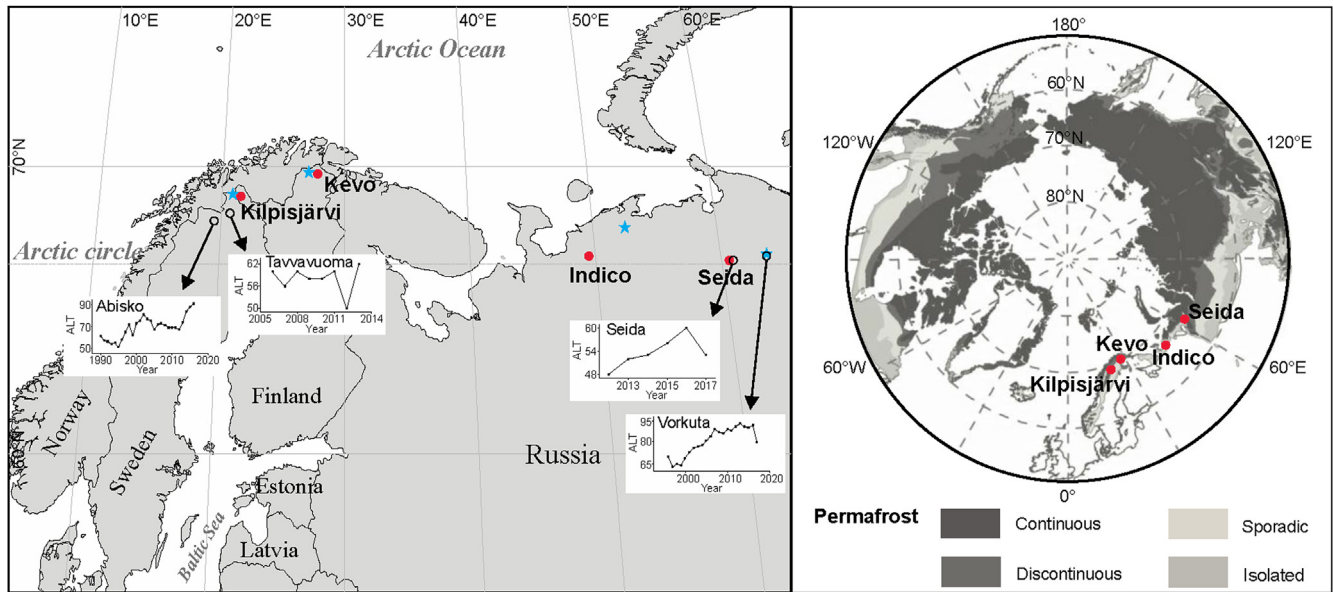 10°E
20°E
30°E
40°E
50°E
60°E
Arctic Ocean
70°N
Kevo
Kilpisjärvi
Arctic circle
Indico
Seida
Tavvavuoma
62
56
50
ALT
2005 2008 2011 2014
Year
Abisko
90
70
50
ALT
1990 2000 2010 2020
Year
Seida
60
54
48
ALT
2013 2015 2017
Year
Vorkuta
95
80
65
ALT
2000 2010 2020
Year
Norway
Sweden
Finland
Estonia
Latvia
Baltic Sea
Russia
60°N
180°
60°N
70°N
80°N
120°W
120°E
60°W
60°E
0°
Seida
Kevo
Indico
Kilpisjärvi
Permafrost
Continuous
Sporadic
Discontinuous
Isolated